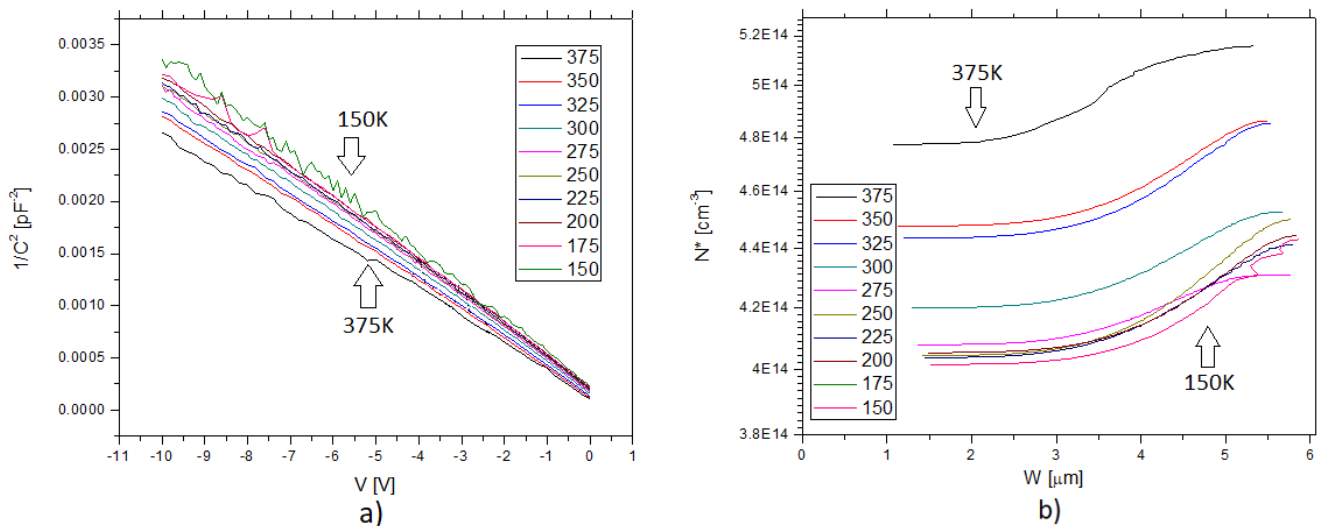 0.0035
0.0030
0.0025
0.0020
0.0015
0.0010
0.0005
0.0000
1/C² [pF⁻²]
-11 -10 -9 -8 -7 -6 -5 -4 -3 -2 -1 0 1
V [V]
150K
375K
375
350
325
300
275
250
225
200
175
150
a)
5.2E14
5E14
4.8E14
4.6E14
4.4E14
4.2E14
4E14
3.8E14
N* [cm⁻³]
0 1 2 3 4 5 6
W [μm]
375K
150K
375
350
325
300
275
250
225
200
175
150
b)